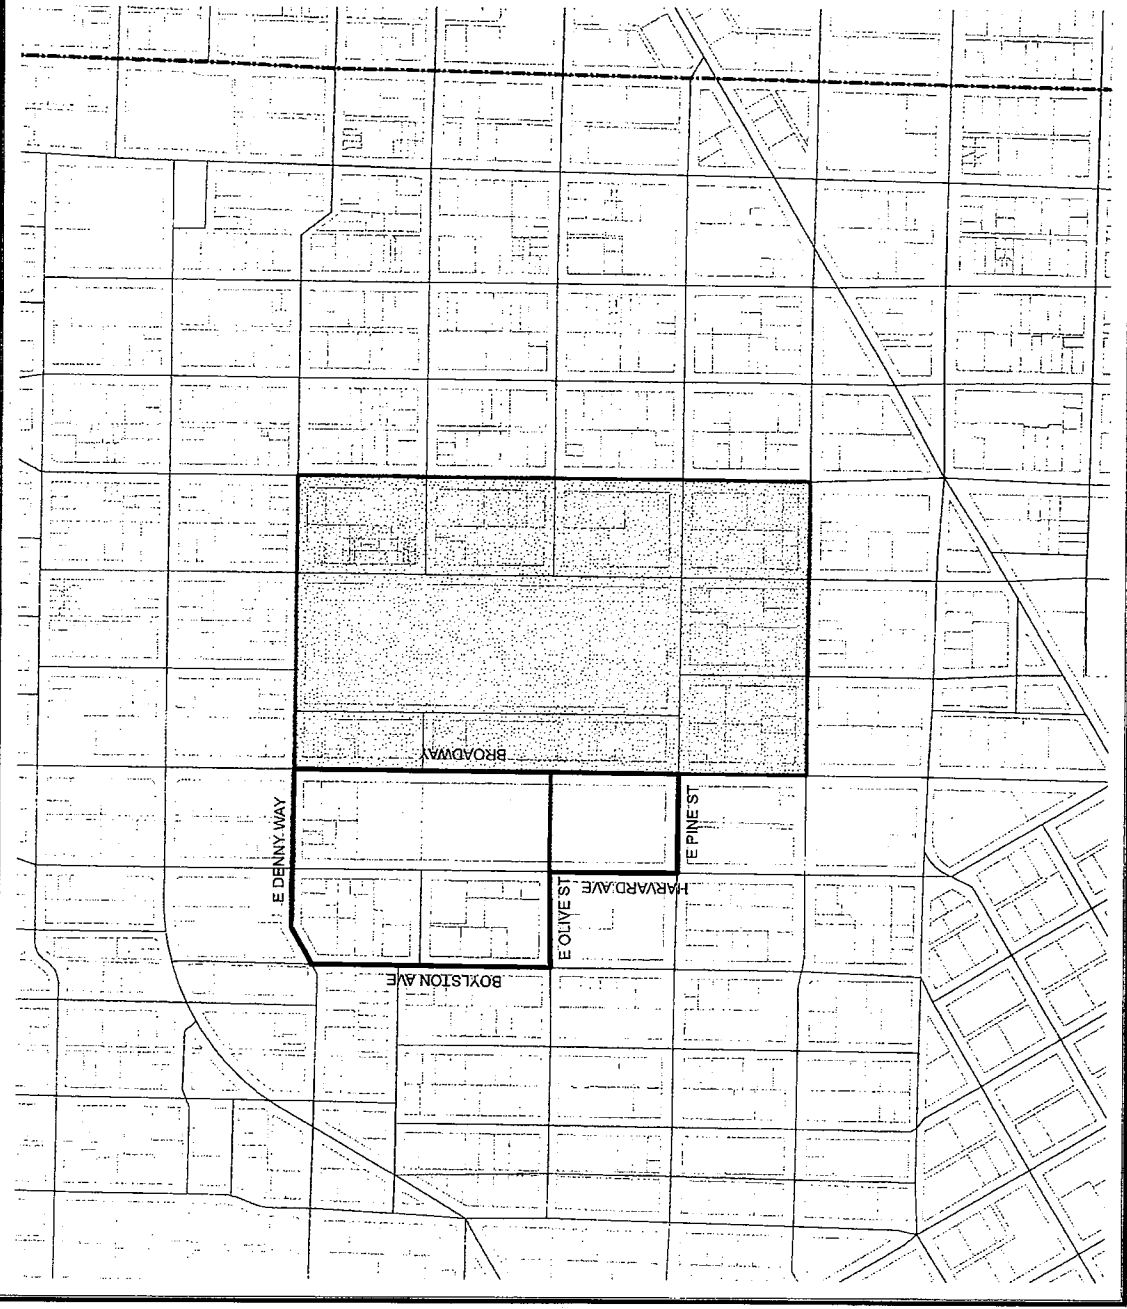 BROADWAY
E DENNY WAY
E PINE ST
HARVARD AVE
E OLIVE ST
BOYLSTON AVE